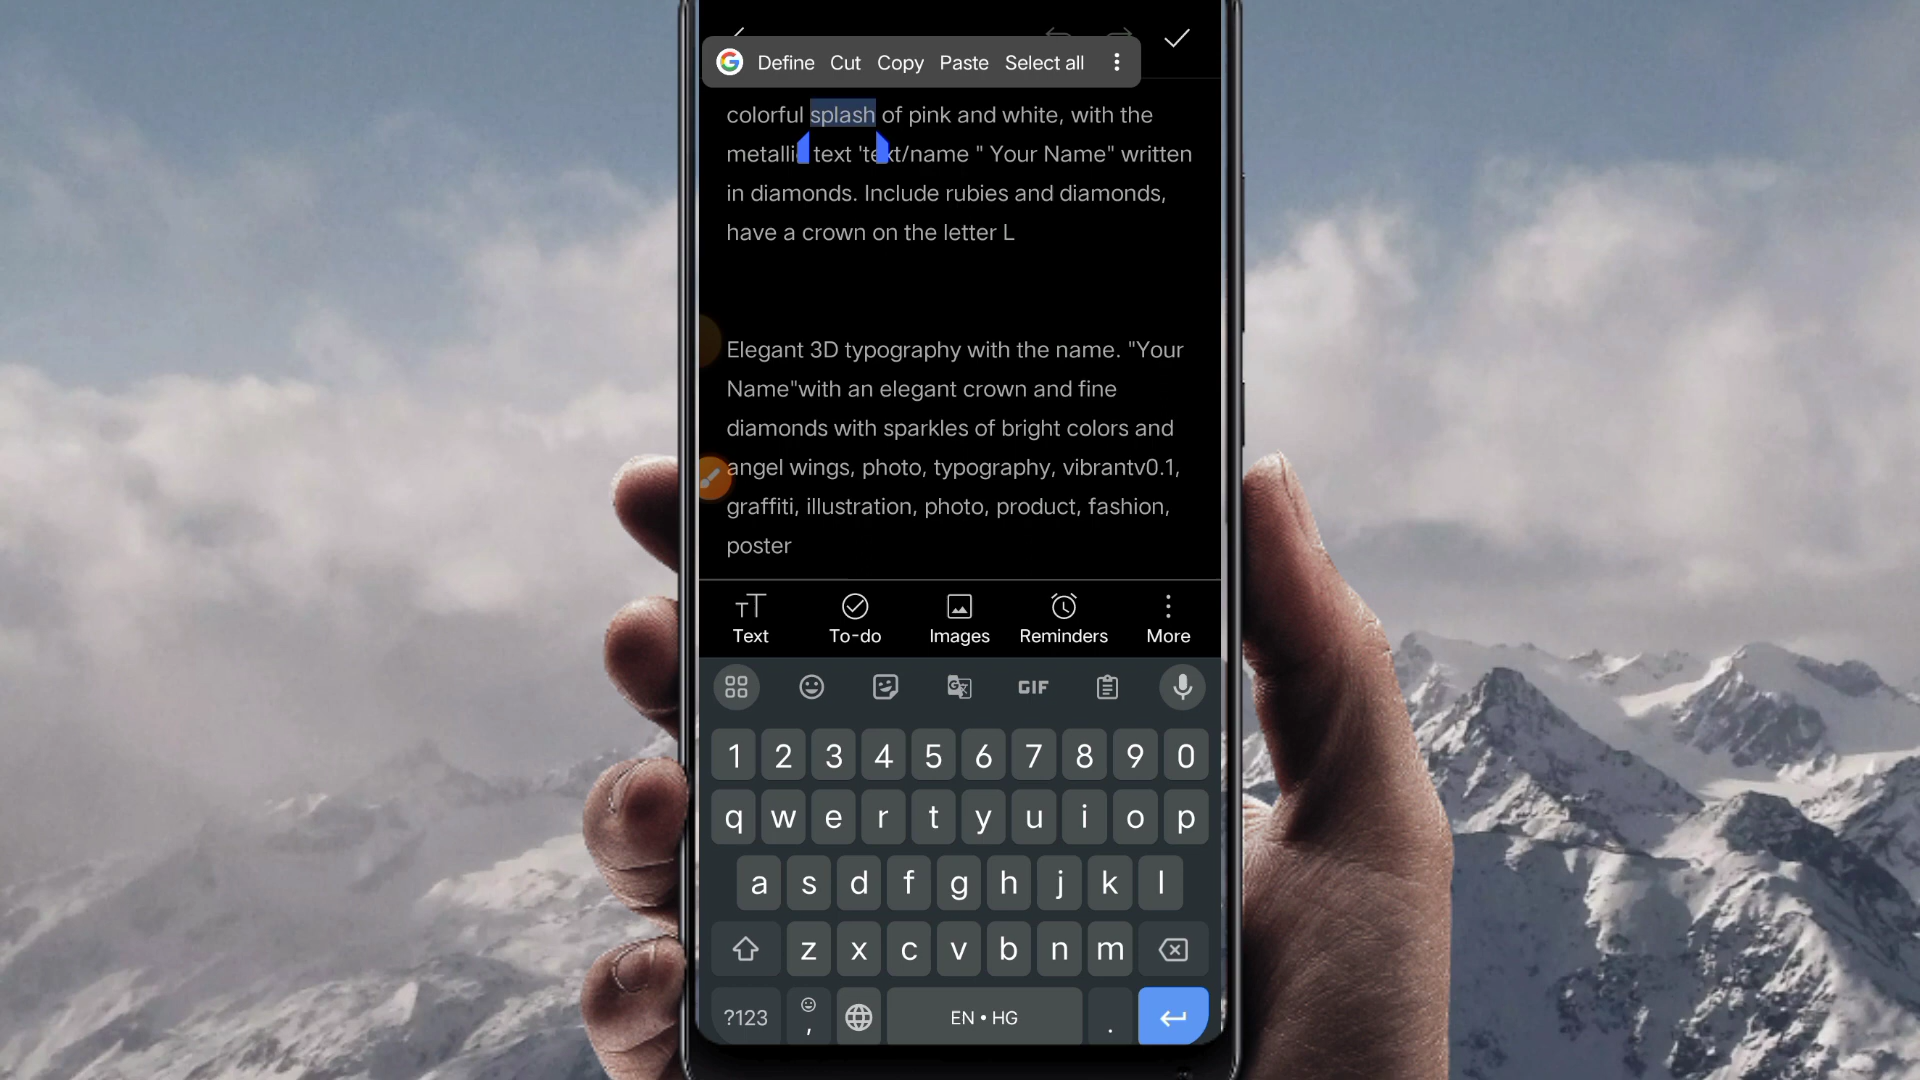 Define Cut Copy Paste Select all
colorful splash of pink and white, with the
metallic text 'text/name " Your Name" written
in diamonds. Include rubies and diamonds,
have a crown on the letter L
Elegant 3D typography with the name. "Your
Name"with an elegant crown and fine
diamonds with sparkles of bright colors and
angel wings, photo, typography, vibrantv0.1,
graffiti, illustration, photo, product, fashion,
poster
Text To-do Images Reminders More
GIF
1 2 3 4 5 6 7 8 9 0
q w e r t y u i o p
a s d f g h j k l
z x c v b n m
?123 , EN • HG .